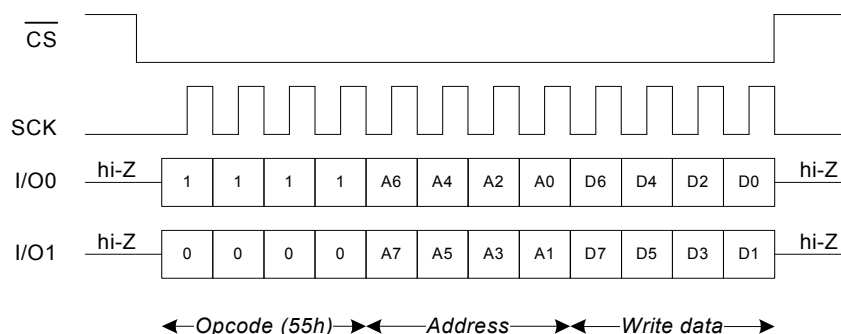 CS
SCK
I/O0 hi-Z 1 1 1 1 A6 A4 A2 A0 D6 D4 D2 D0 hi-Z
I/O1 hi-Z 0 0 0 0 A7 A5 A3 A1 D7 D5 D3 D1 hi-Z
Opcode (55h) Address Write data